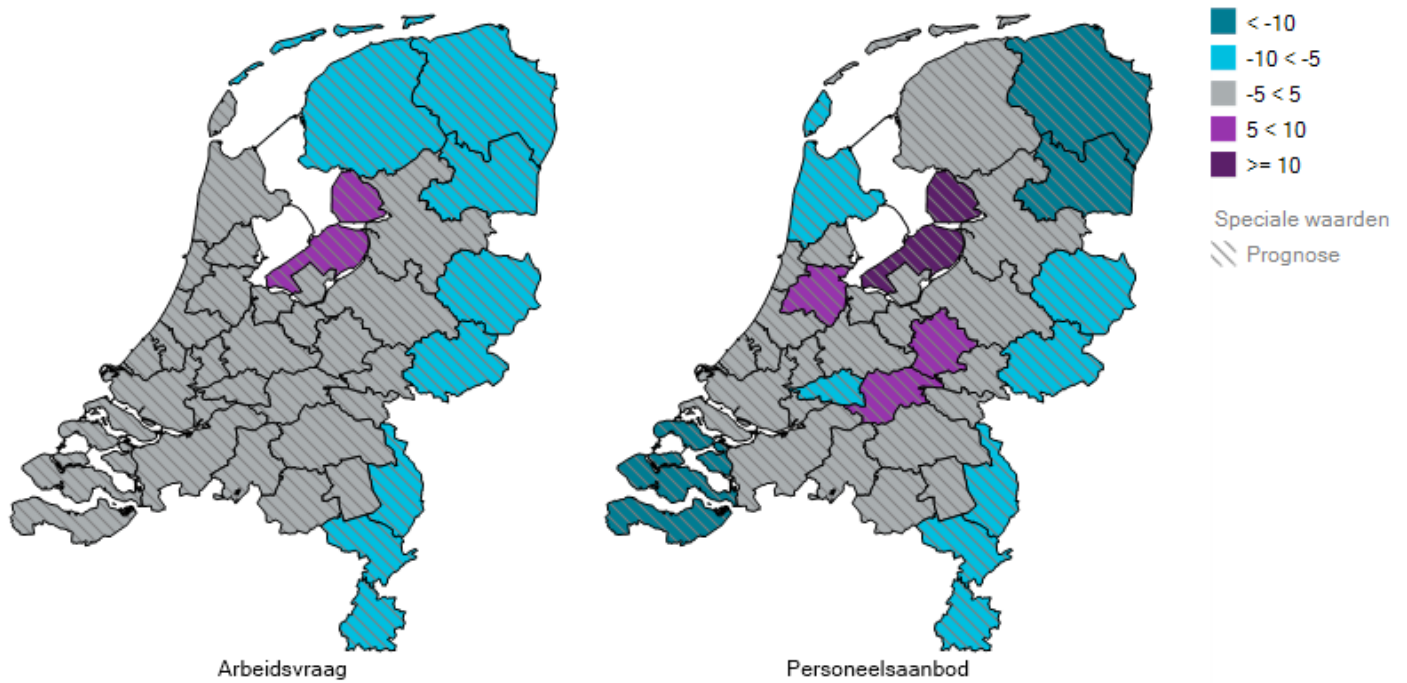 < -10
-10 < -5
-5 < 5
5 < 10
>= 10
Speciale waarden
Prognose
Arbeidsvraag
Personeelsaanbod